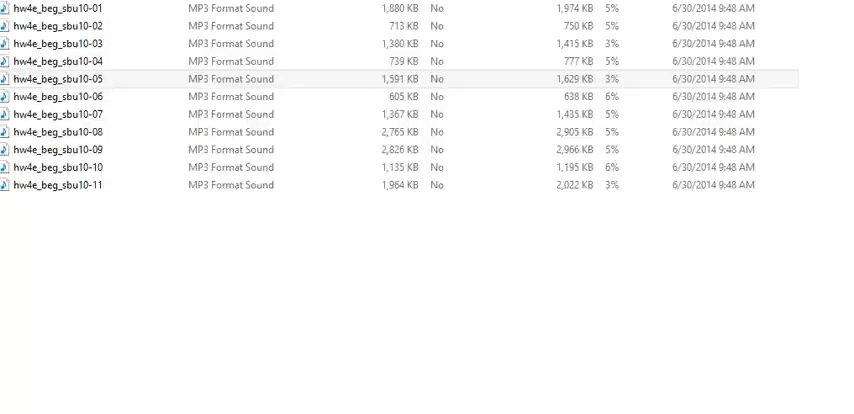 hw4e_beg_sbu10-01 MP3 Format Sound 1,880 KB No 1,974 KB 5% 6/30/2014 9:48 AM
hw4e_beg_sbu10-02 MP3 Format Sound 713 KB No 750 KB 5% 6/30/2014 9:48 AM
hw4e_beg_sbu10-03 MP3 Format Sound 1,380 KB No 1,415 KB 3% 6/30/2014 9:48 AM
hw4e_beg_sbu10-04 MP3 Format Sound 739 KB No 777 KB 5% 6/30/2014 9:48 AM
hw4e_beg_sbu10-05 MP3 Format Sound 1,591 KB No 1,629 KB 3% 6/30/2014 9:48 AM
hw4e_beg_sbu10-06 MP3 Format Sound 605 KB No 638 KB 6% 6/30/2014 9:48 AM
hw4e_beg_sbu10-07 MP3 Format Sound 1,367 KB No 1,435 KB 5% 6/30/2014 9:48 AM
hw4e_beg_sbu10-08 MP3 Format Sound 2,765 KB No 2,905 KB 5% 6/30/2014 9:48 AM
hw4e_beg_sbu10-09 MP3 Format Sound 2,826 KB No 2,966 KB 5% 6/30/2014 9:48 AM
hw4e_beg_sbu10-10 MP3 Format Sound 1,135 KB No 1,195 KB 6% 6/30/2014 9:48 AM
hw4e_beg_sbu10-11 MP3 Format Sound 1,964 KB No 2,022 KB 3% 6/30/2014 9:48 AM